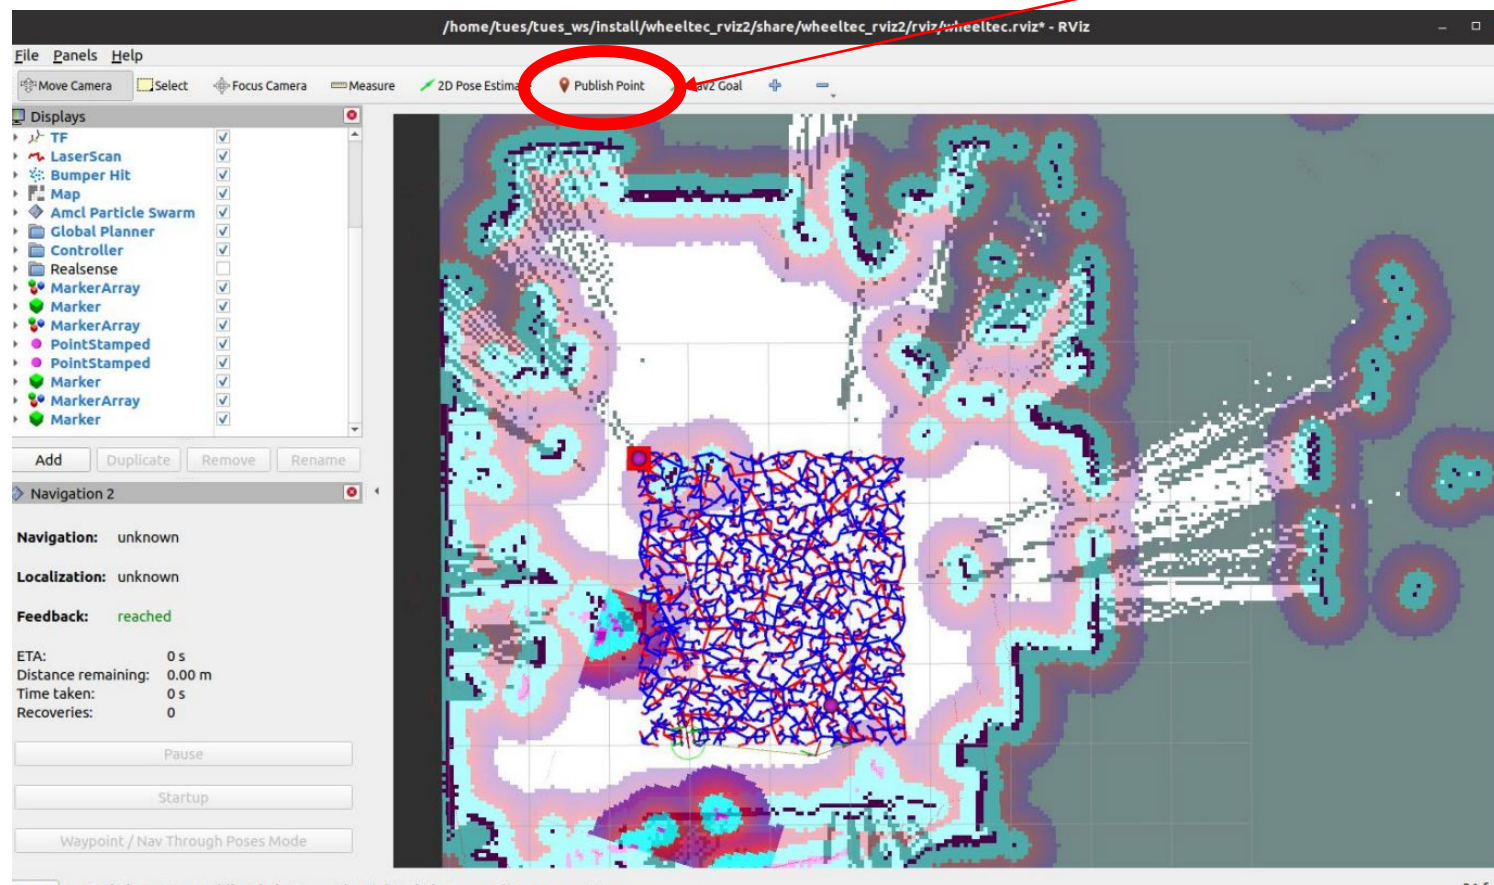 /home/tues/tues_ws/install/wheeltec_rviz2/share/wheeltec_rviz2/rviz/wheeltec.rviz* - RViz
File Panels Help
Move Camera Select Focus Camera Measure 2D Pose Estima Publish Point av2 Goal
Displays
TF
LaserScan
Bumper Hit
Map
Amcl Particle Swarm
Global Planner
Controller
Realsense
MarkerArray
Marker
MarkerArray
PointStamped
PointStamped
Marker
MarkerArray
Marker
Add Duplicate Remove Rename
Navigation 2
Navigation: unknown
Localization: unknown
Feedback: reached
ETA: 0 s
Distance remaining: 0.00 m
Time taken: 0 s
Recoveries: 0
Pause
Startup
Waypoint / Nav Through Poses Mode